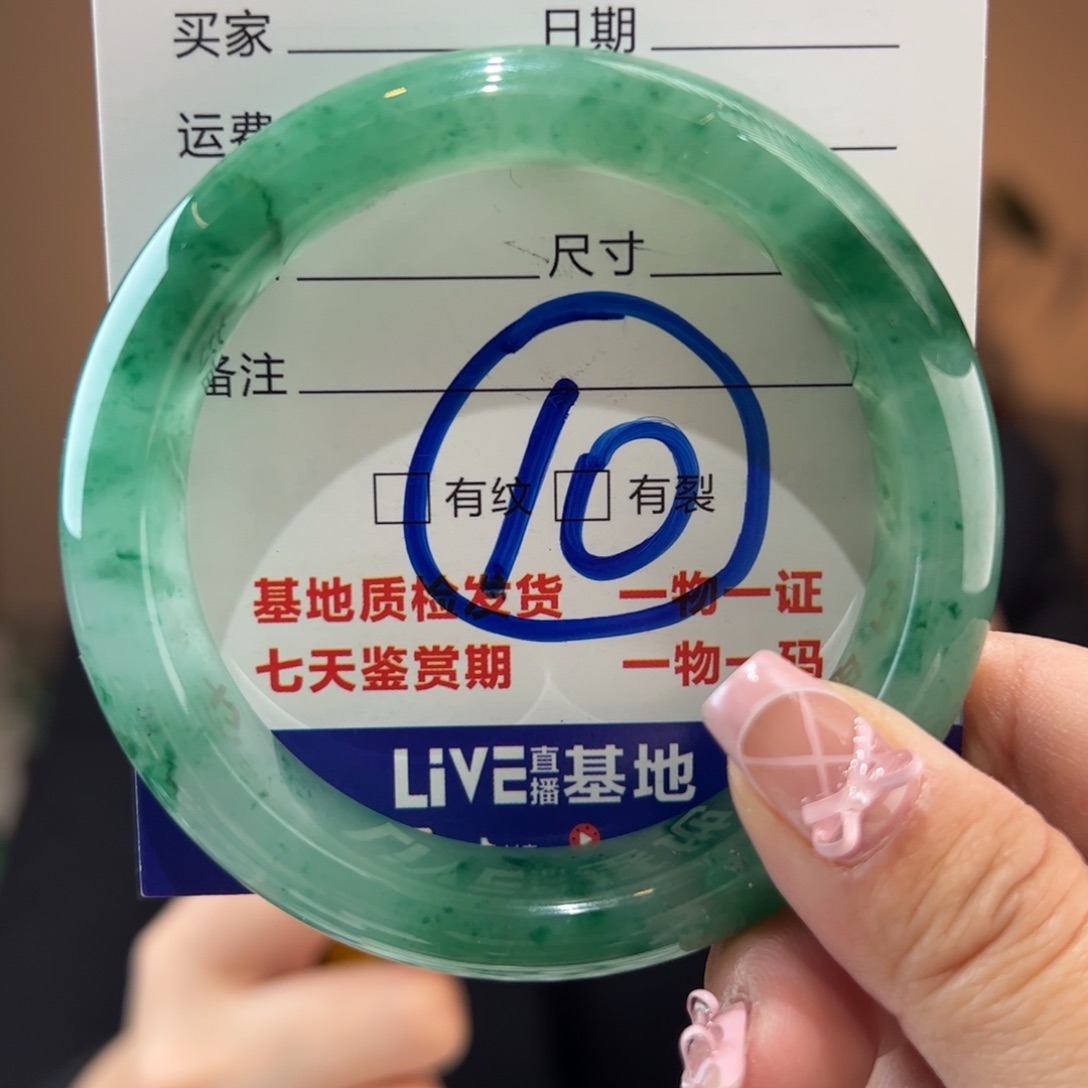 买家 日期
运费
尺寸
备注
10
有纹 有裂
基地质检发货 一物一证
七天鉴赏期 一物一码
LiVE直播基地